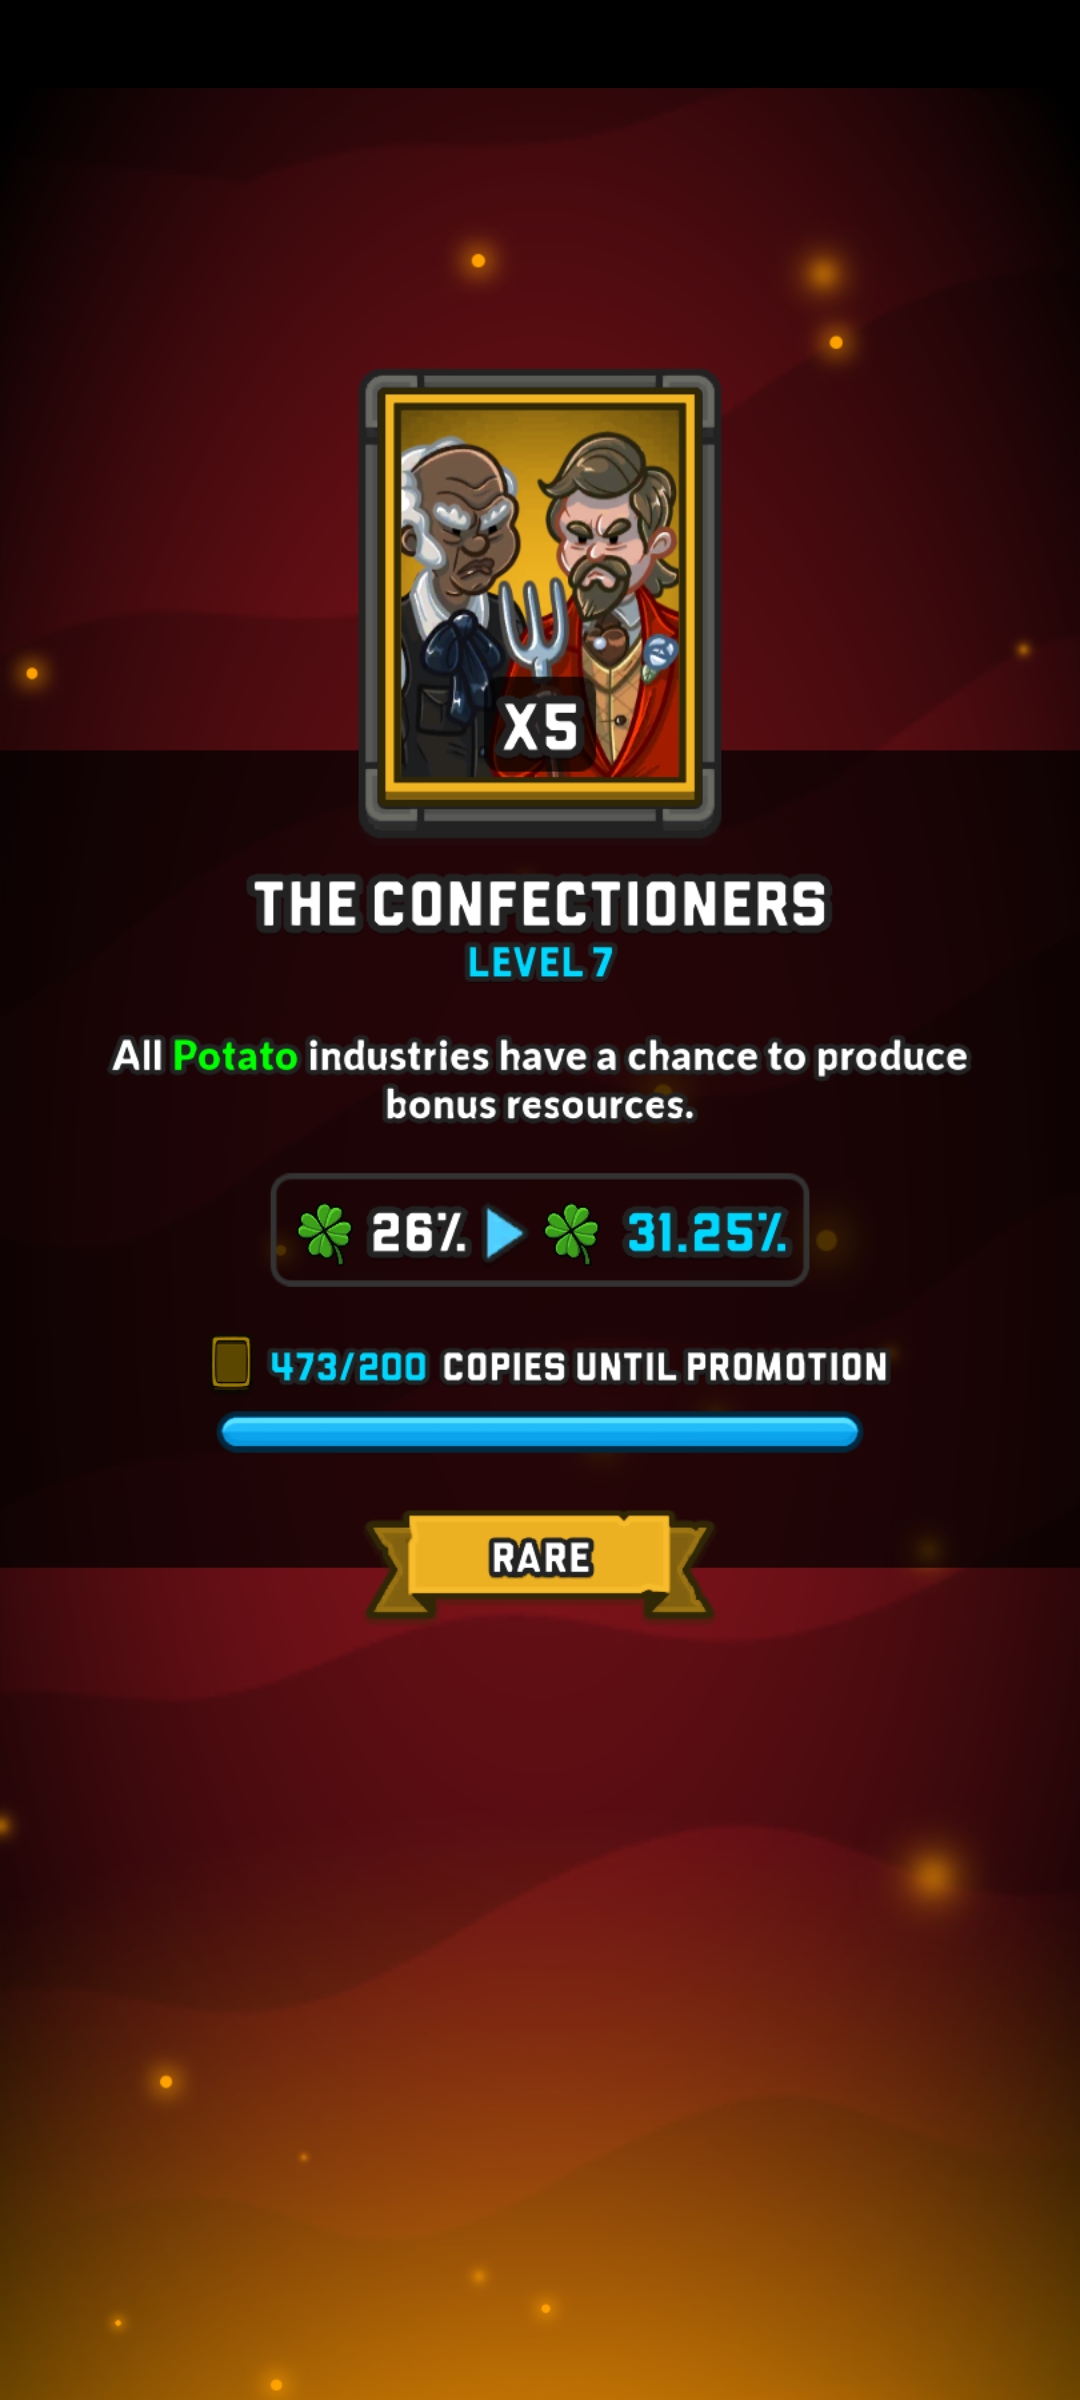 X5
THE CONFECTIONERS
LEVEL 7
All Potato industries have a chance to produce
bonus resources.
26% 31.25%
473/200 COPIES UNTIL PROMOTION
RARE